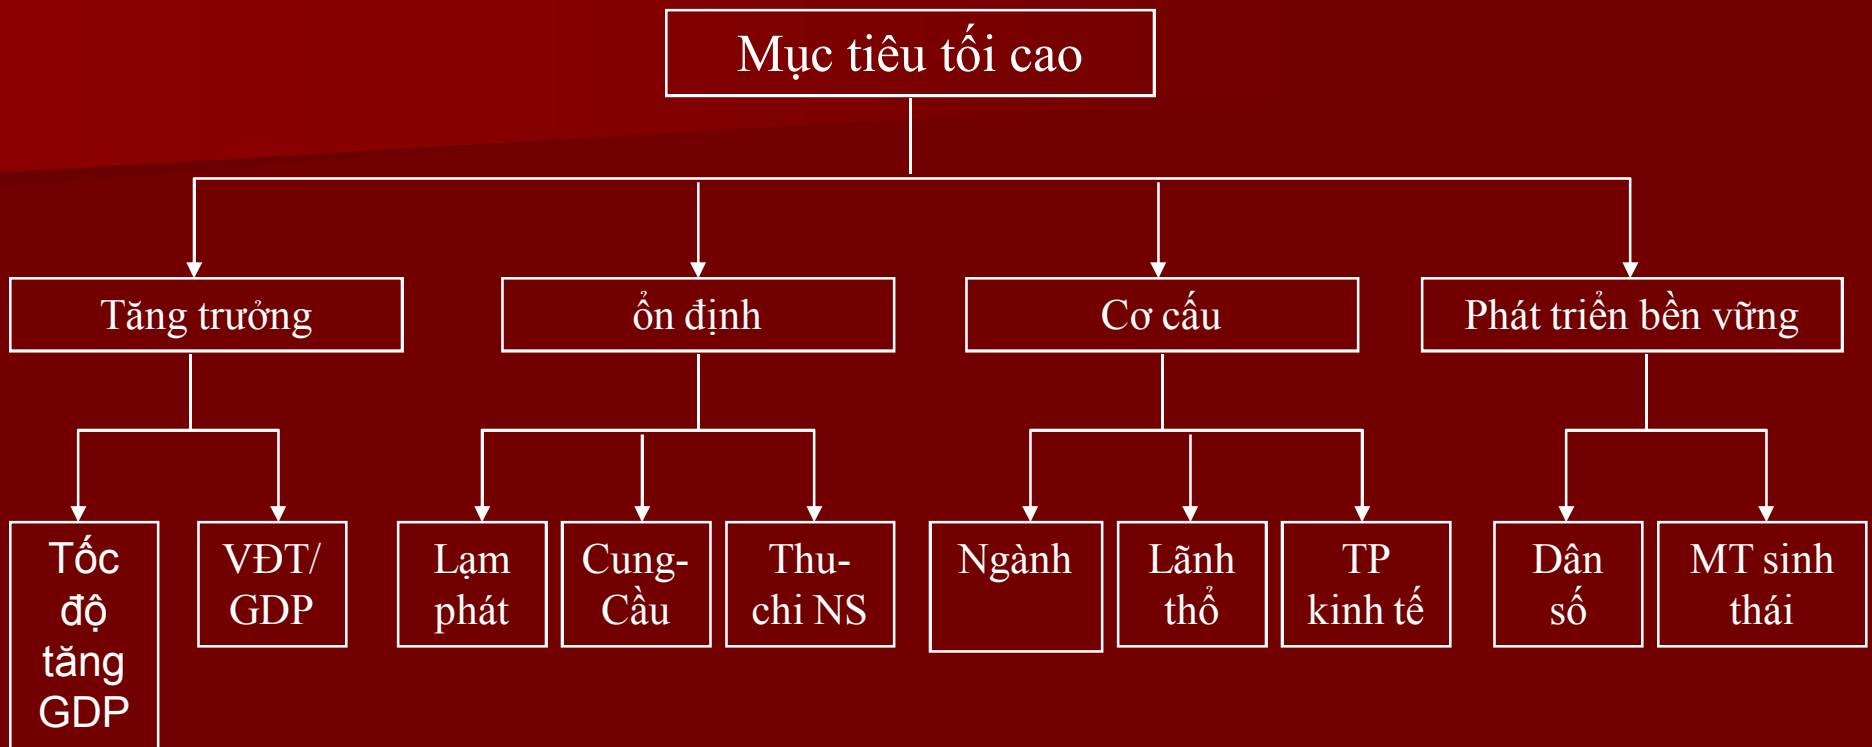 Mục tiêu tối cao
Tăng trưởng
ổn định
Cơ cấu
Phát triển bền vững
Tốc
độ
tăng
GDP
VĐT/
GDP
Lạm
phát
Cung-
Cầu
Thu-
chi NS
Ngành
Lãnh
thổ
TP
kinh tế
Dân
số
MT sinh
thái